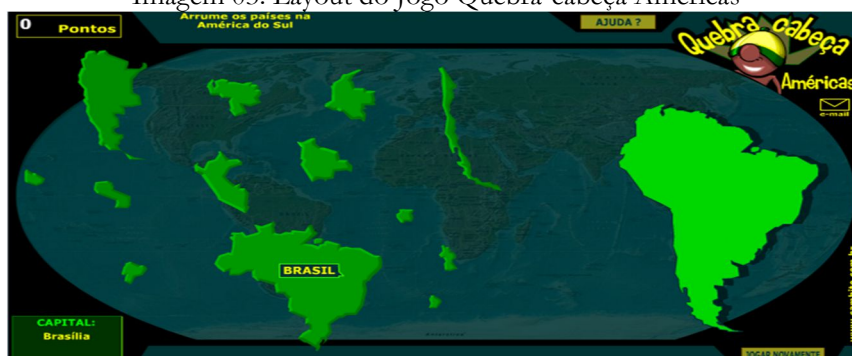 Imagem 03: Layout do Jogo Quebra-cabeça Américas
0 Pontos
Arrume os países na
América do Sul
AJUDA ?
Quebra cabeça
Américas
e-mail
BRASIL
CAPITAL:
Brasília
JOGAR NOVAMENTE